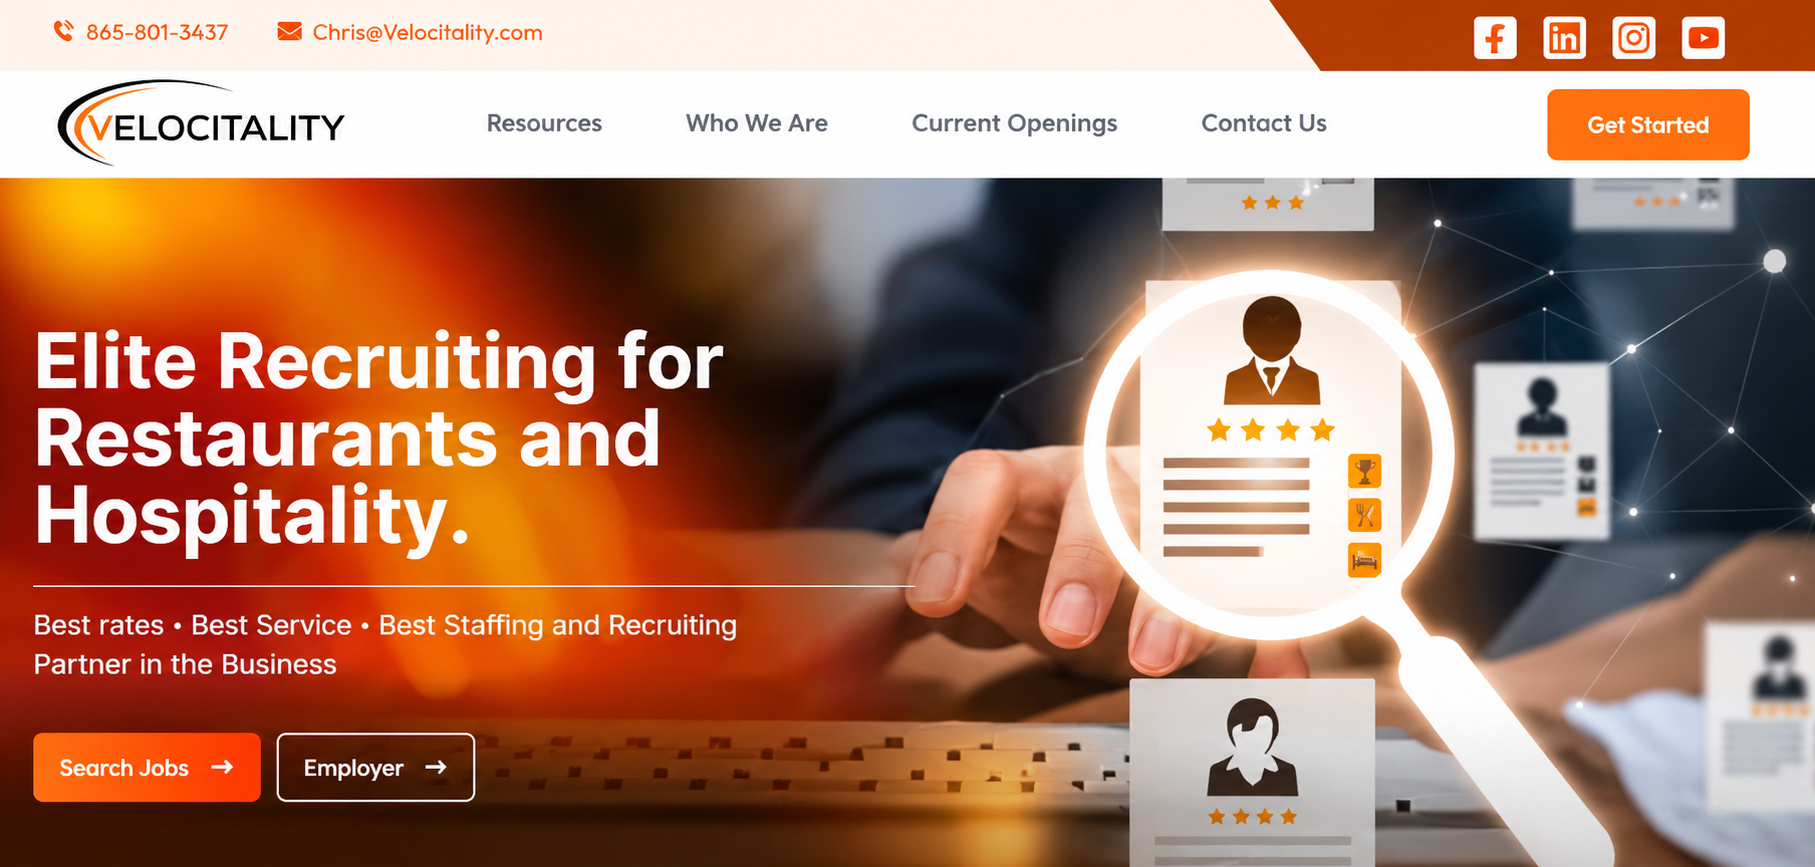 865-801-3437
Chris@Velocitality.com
VELOCITALITY
Resources
Who We Are
Current Openings
Contact Us
Get Started
Elite Recruiting for
Restaurants and
Hospitality.
Best rates • Best Service • Best Staffing and Recruiting
Partner in the Business
Search Jobs →
Employer →